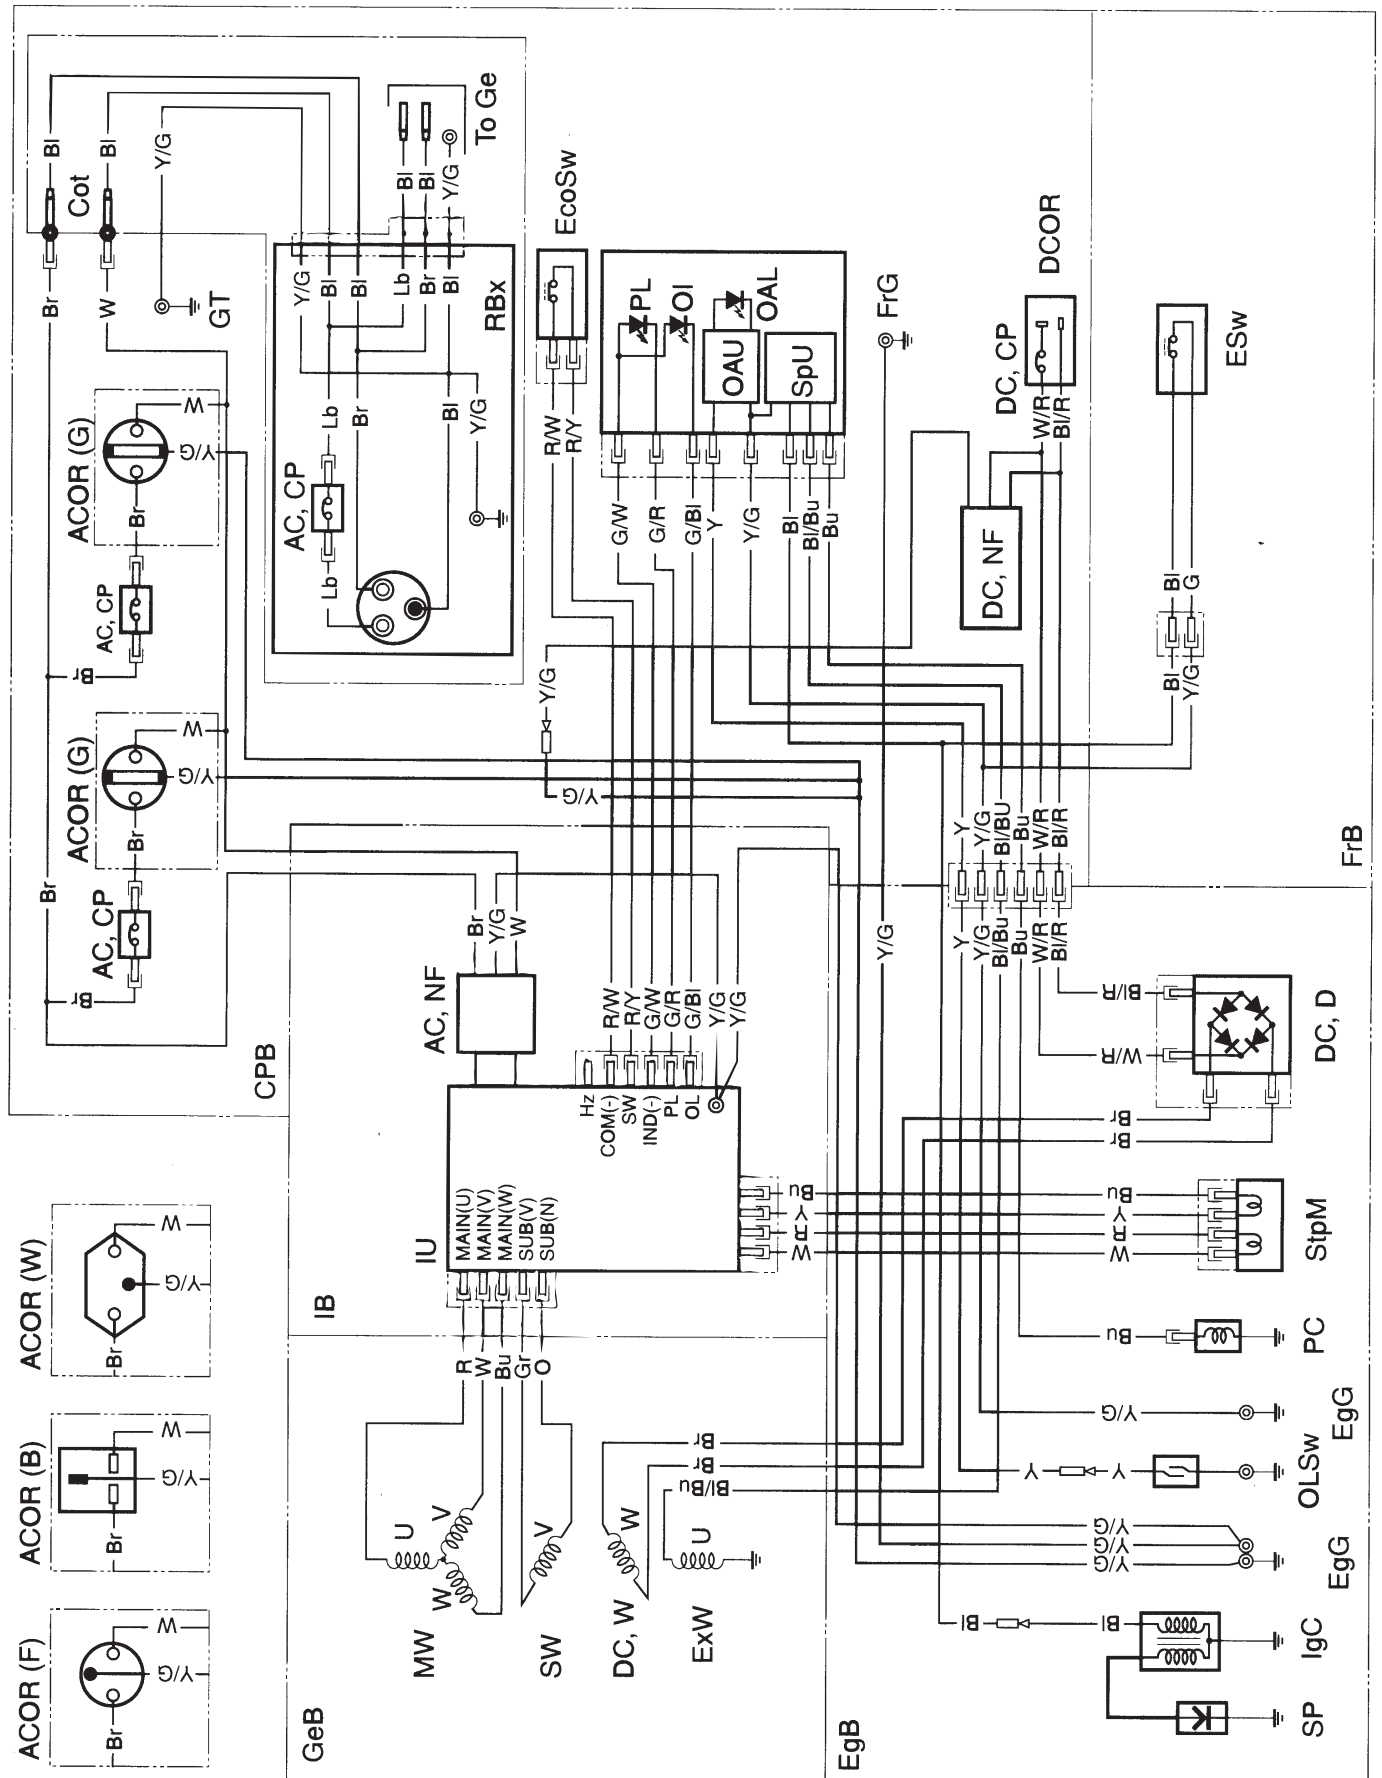 ACOR (F)
Br
Y/G
W
ACOR (B)
Br
Y/G
W
ACOR (W)
Br
Y/G
W
Br
Br
AC, CP
Br
ACOR (G)
Y/G
W
Br
AC, CP
Br
ACOR (G)
Y/G
W
Br
W
Cot
Bl
Bl
Y/G
GT
CPB
Y/G
Bl
Bl
Lb
Br
Bl
Lb
Br
Bl
Y/G
AC, CP
Lb
RBx
Bl
Bl
Y/G
To Ge
GeB
MW
U
V
W
SW
V
DC, W
W
ExW
U
R
W
Bu
Gr
O
Br
Br
Bl/Bu
IB
IU
MAIN(U)
MAIN(V)
MAIN(W)
SUB(V)
SUB(N)
Hz
COM(-)
SW
IND(-)
PL
OL
AC, NF
Br
Y/G
W
R/W
R/Y
G/W
G/R
G/Bl
Y/G
Y/G
Bu
Y
R
W
Y/G
Y/G
R/W
R/Y
EcoSw
G/W
G/R
G/Bl
Y
Y/G
Bl
Bl/Bu
Bu
PL
OI
OAU
OAL
SpU
Y/G
FrG
DC, NF
DC, CP
W/R
Bl/R
DCOR
Y
Y/G
Bl/BU
Bu
W/R
Bl/R
Y
Y/G
Bl/Bu
Bu
W/R
Bl/R
Bl
Y/G
Bl
G
ESw
FrB
EgB
SP
Bl
Bl
IgC
Y/G
Y/G
Y/G
EgG
Y
Y
OLSw
Y/G
EgG
Bu
PC
W
R
Y
Bu
StpM
Br
Br
W/R
Bl/R
DC, D